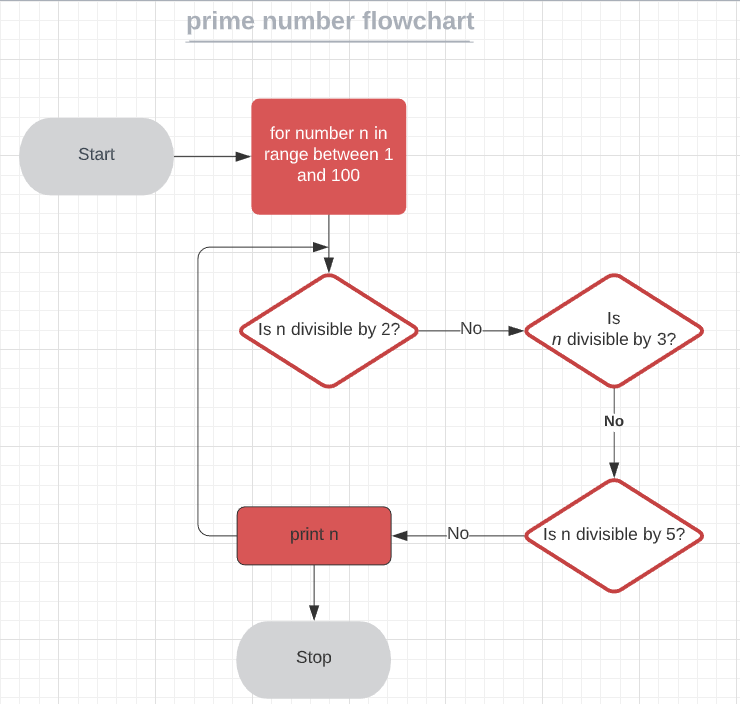 prime number flowchart
Start
for number n in
range between 1
and 100
Is n divisible by 2?
No
Is
n divisible by 3?
No
Is n divisible by 5?
No
print n
Stop